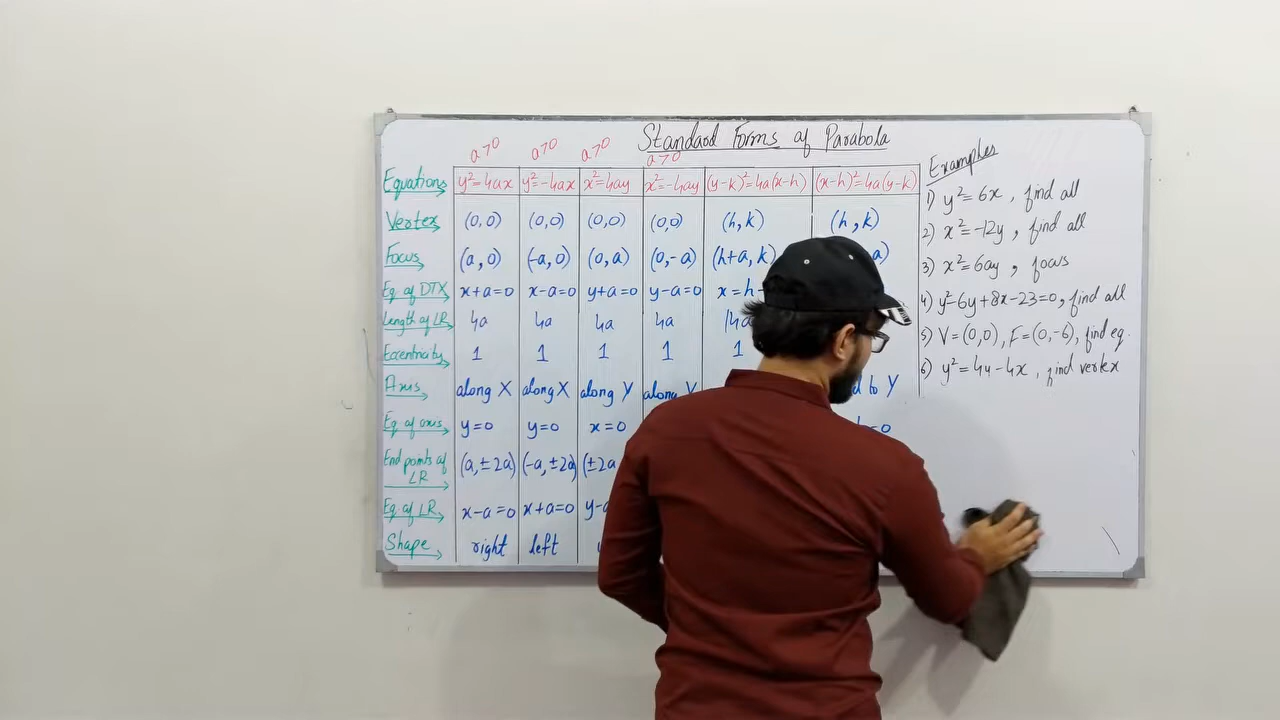 Standard Forms of Parabola
a>0 a>0 a>0 a>0
Equations y²=4ax y²=-4ax x²=4ay x²=-4ay (y-k)²=4a(x-h) (x-h)²=4a(y-k)
Vertex (0,0) (0,0) (0,0) (0,0) (h,k) (h,k)
Focus (a,0) (-a,0) (0,a) (0,-a) (h+a,k) a)
Eq of DTX x+a=0 x-a=0 y+a=0 y-a=0 x=h-
Length of LR 4a 4a 4a 4a |4a
Eccentricity 1 1 1 1 1
Axis along X along X along Y along Y d to Y
Eq. of axis y=0 y=0 x=0 =0
End points of LR (a,±2a) (-a,±2a) (±2a
Eq. of LR x-a=0 x+a=0 y-a
Shape right left
Examples
1) y²=6x, find all
2) x²=-12y, find all
3) x²=6ay, focus
4) y²-6y+8x-23=0, find all
5) V=(0,0), F=(0,-6), find eq.
6) y²=4y-4x, find vertex